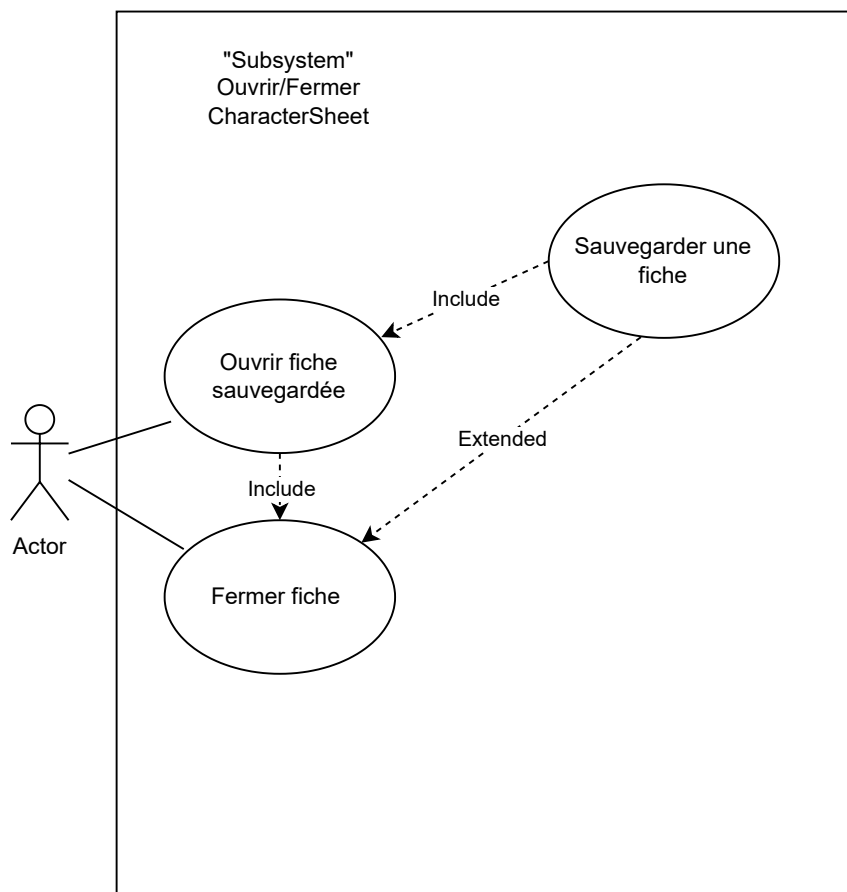 "Subsystem"
Ouvrir/Fermer
CharacterSheet
Sauvegarder une
fiche
Include
Ouvrir fiche
sauvegardée
Extended
Include
Actor
Fermer fiche